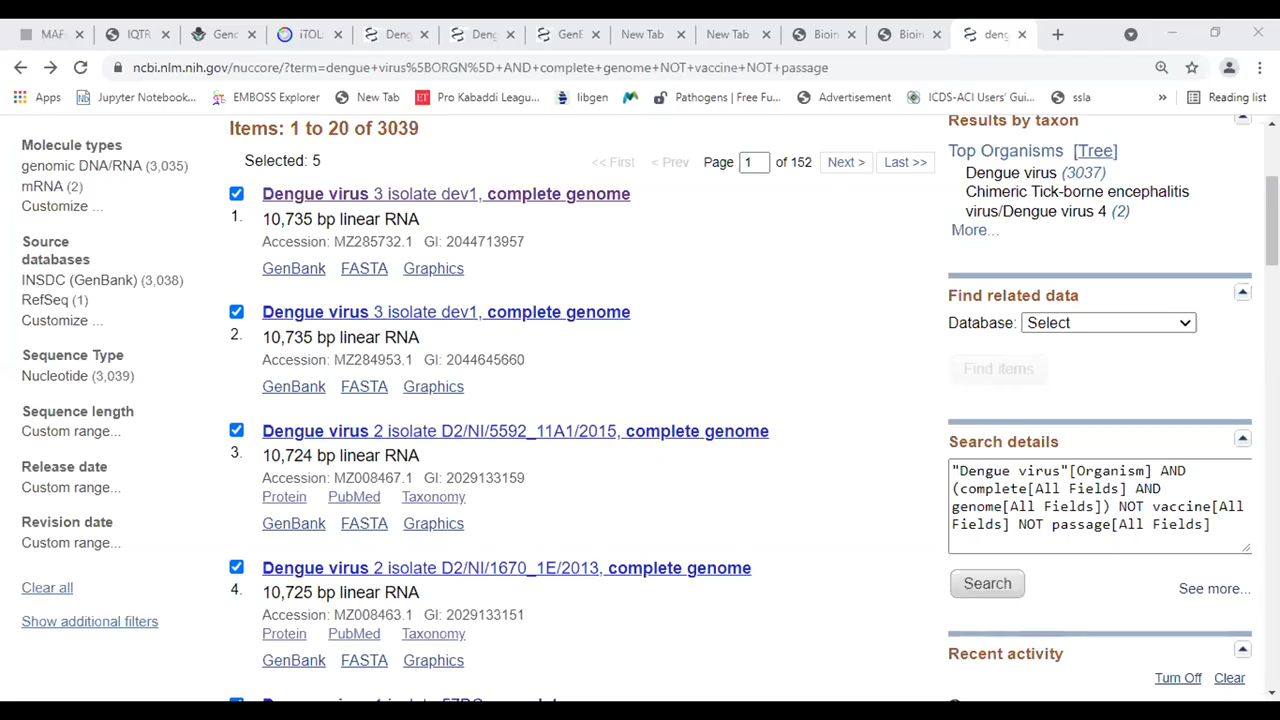 MAF IQTR Genc iTOL: Deng Deng GenE New Tab New Tab Bioin Bioin deng
ncbi.nlm.nih.gov/nuccore/?term=dengue+virus%5BORGN%5D+AND+complete+genome+NOT+vaccine+NOT+passage
Apps Jupyter Notebook... EMBOSS Explorer New Tab Pro Kabaddi Leagu... libgen Pathogens | Free Fu... Advertisement ICDS-ACI Users' Gui... ssla » Reading list
Molecule types
genomic DNA/RNA (3,035)
mRNA (2)
Customize ...
Source
databases
INSDC (GenBank) (3,038)
RefSeq (1)
Customize ...
Sequence Type
Nucleotide (3,039)
Sequence length
Custom range...
Release date
Custom range...
Revision date
Custom range...
Clear all
Show additional filters
Items: 1 to 20 of 3039
Selected: 5
<< First < Prev Page 1 of 152 Next > Last >>
Dengue virus 3 isolate dev1, complete genome
1.
10,735 bp linear RNA
Accession: MZ285732.1 GI: 2044713957
GenBank FASTA Graphics
Dengue virus 3 isolate dev1, complete genome
2.
10,735 bp linear RNA
Accession: MZ284953.1 GI: 2044645660
GenBank FASTA Graphics
Dengue virus 2 isolate D2/NI/5592_11A1/2015, complete genome
3.
10,724 bp linear RNA
Accession: MZ008467.1 GI: 2029133159
Protein PubMed Taxonomy
GenBank FASTA Graphics
Dengue virus 2 isolate D2/NI/1670_1E/2013, complete genome
4.
10,725 bp linear RNA
Accession: MZ008463.1 GI: 2029133151
Protein PubMed Taxonomy
GenBank FASTA Graphics
Results by taxon
Top Organisms [Tree]
Dengue virus (3037)
Chimeric Tick-borne encephalitis
virus/Dengue virus 4 (2)
More...
Find related data
Database: Select
Find items
Search details
"Dengue virus"[Organism] AND
(complete[All Fields] AND
genome[All Fields]) NOT vaccine[All
Fields] NOT passage[All Fields]
Search
See more...
Recent activity
Turn Off Clear